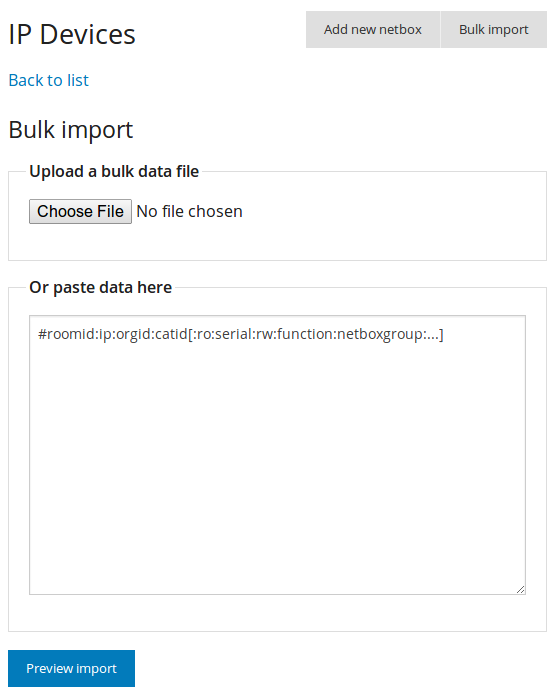 IP Devices
Add new netbox
Bulk import
Back to list
Bulk import
Upload a bulk data file
Choose File No file chosen
Or paste data here
#roomid:ip:orgid:catid[:ro:serial:rw:function:netboxgroup:...]
Preview import